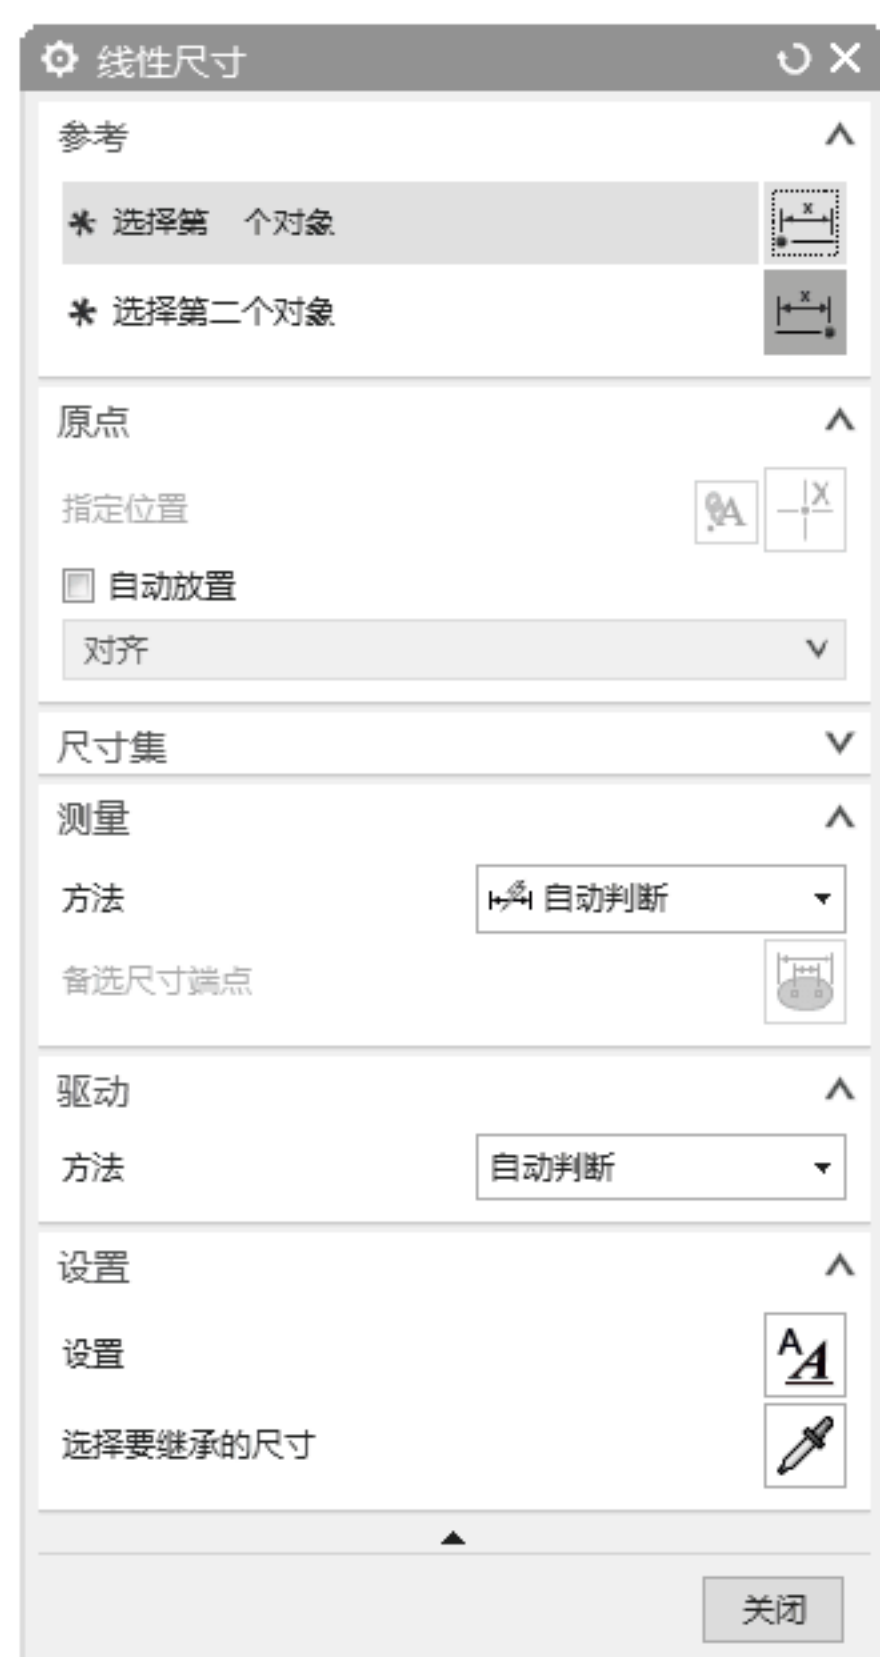 线性尺寸
参考
* 选择第 个对象
* 选择第二个对象
原点
指定位置
自动放置
对齐
尺寸集
测量
方法 自动判断
备选尺寸端点
驱动
方法 自动判断
设置
设置
选择要继承的尺寸
关闭